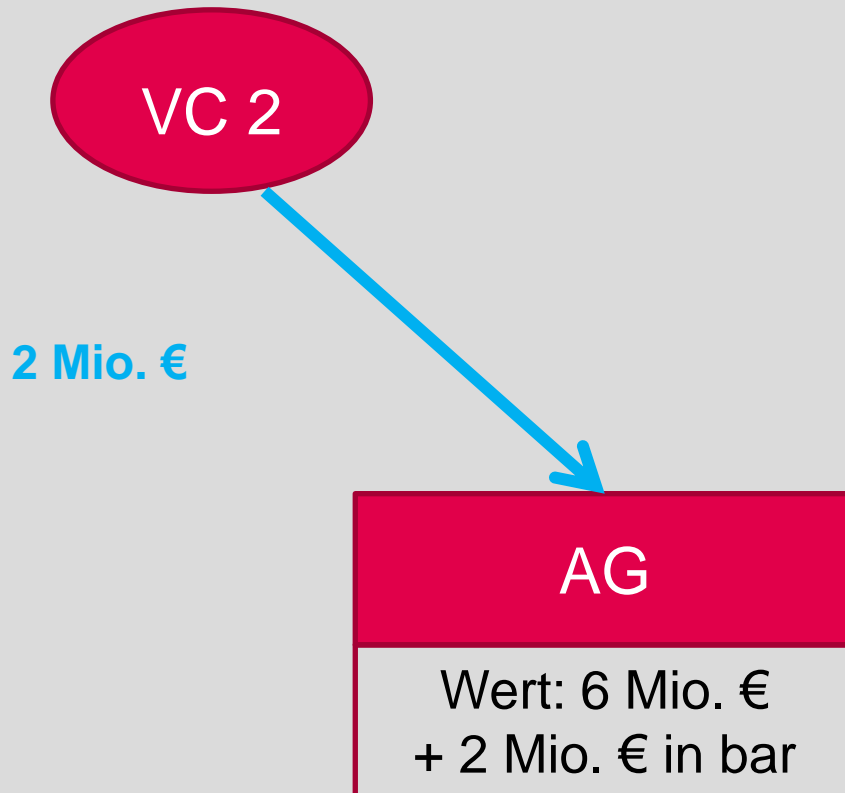 VC 2
2 Mio. €
AG
Wert: 6 Mio. €
+ 2 Mio. € in bar